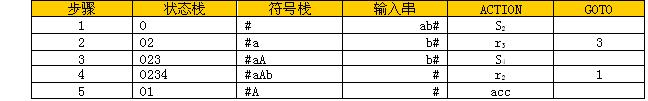 步骤 状态栈 符号栈 输入串 ACTION GOTO
1 0 # ab# S₂
2 02 #a b# r₃ 3
3 023 #aA b# S₄
4 0234 #aAb # r₂ 1
5 01 #A # acc